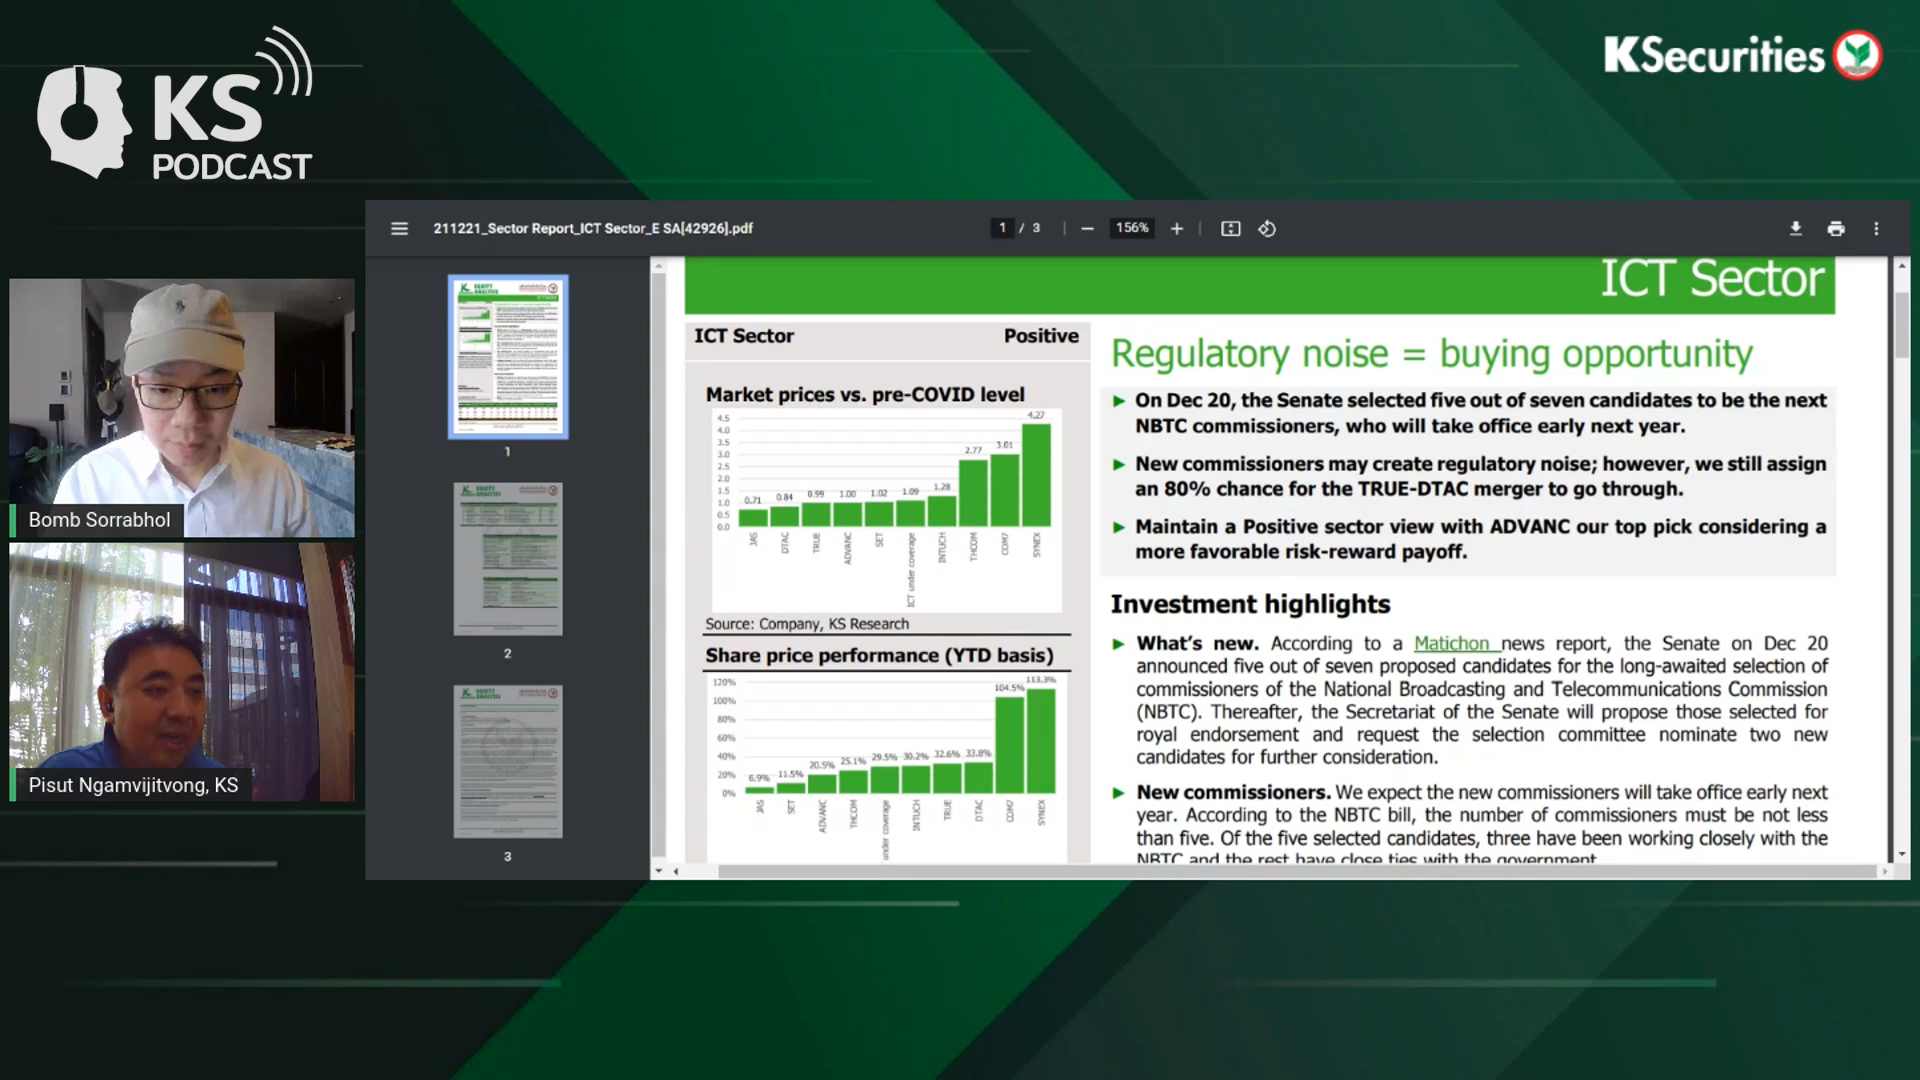 KS
PODCAST
KSecurities
211221_Sector Report_ICT Sector_E SA[42926].pdf
1 / 3
156%
Bomb Sorrabhol
Pisut Ngamvijitvong, KS
1
2
3
ICT Sector
ICT Sector Positive
Market prices vs. pre-COVID level
4.5
4.0
3.5
3.0
2.5
2.0
1.5
1.0
0.5
0.0
0.71
0.84
0.99
1.00
1.02
1.09
1.28
2.77
3.01
4.27
JAS
DTAC
TRUE
ADVANC
SET
ICT under coverage
INTUCH
THCOM
COM7
SYNEX
Source: Company, KS Research
Share price performance (YTD basis)
120%
100%
80%
60%
40%
20%
0%
6.9%
11.5%
20.5%
25.1%
29.5%
30.2%
32.6%
33.8%
104.5%
113.3%
JAS
SET
ADVANC
THCOM
under coverage
INTUCH
TRUE
DTAC
COM7
SYNEX
Regulatory noise = buying opportunity
On Dec 20, the Senate selected five out of seven candidates to be the next
NBTC commissioners, who will take office early next year.
New commissioners may create regulatory noise; however, we still assign
an 80% chance for the TRUE-DTAC merger to go through.
Maintain a Positive sector view with ADVANC our top pick considering a
more favorable risk-reward payoff.
Investment highlights
What's new. According to a Matichon news report, the Senate on Dec 20
announced five out of seven proposed candidates for the long-awaited selection of
commissioners of the National Broadcasting and Telecommunications Commission
(NBTC). Thereafter, the Secretariat of the Senate will propose those selected for
royal endorsement and request the selection committee nominate two new
candidates for further consideration.
New commissioners. We expect the new commissioners will take office early next
year. According to the NBTC bill, the number of commissioners must be not less
than five. Of the five selected candidates, three have been working closely with the
NBTC and the rest have close ties with the government.